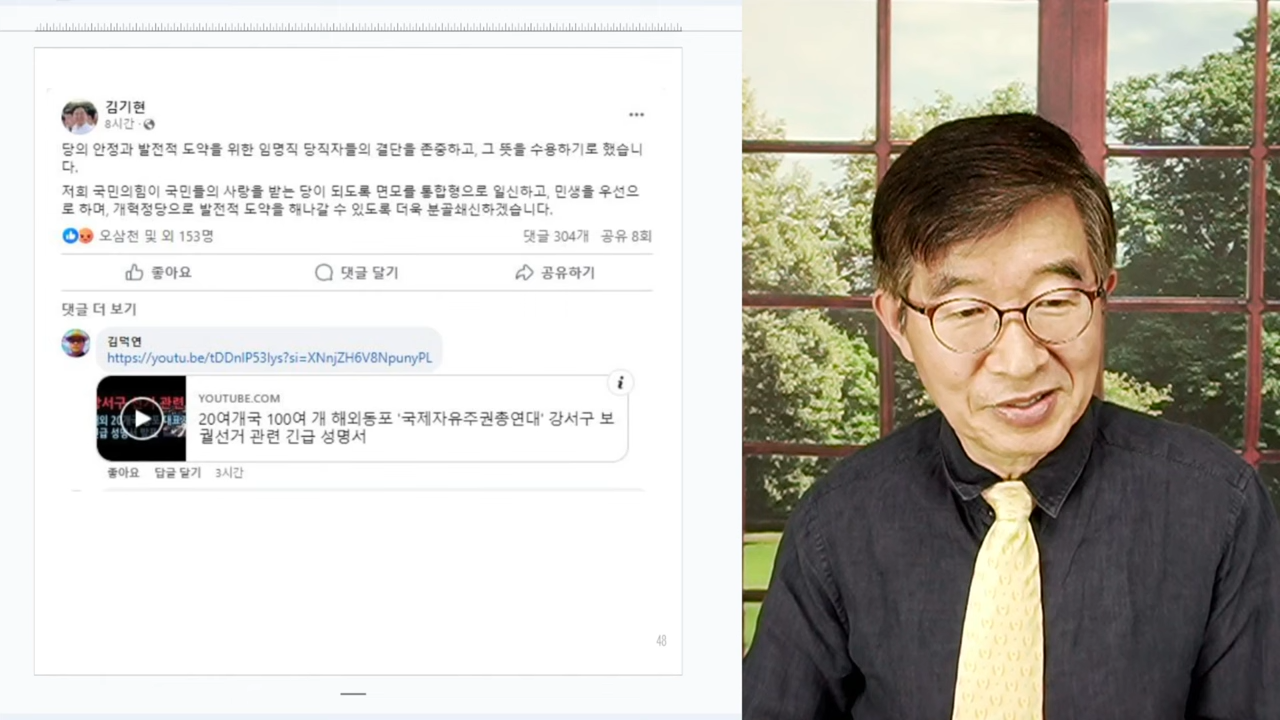 김기현
8시간
당의 안정과 발전적 도약을 위한 임명직 당직자들의 결단을 존중하고, 그 뜻을 수용하기로 했습니
다.
저희 국민의힘이 국민들의 사랑을 받는 당이 되도록 면모를 통합형으로 일신하고, 민생을 우선으
로 하며, 개혁정당으로 발전적 도약을 해나갈 수 있도록 더욱 분골쇄신하겠습니다.
오삼천 및 외 153명 댓글 304개 공유 8회
좋아요 댓글 달기 공유하기
댓글 더 보기
김덕연
https://youtu.be/tDDnlP53lys?si=XNnjZH6V8NpunyPL
YOUTUBE.COM
20여개국 100여 개 해외동포 '국제자유주권총연대' 강서구 보
궐선거 관련 긴급 성명서
좋아요 답글 달기 3시간
48